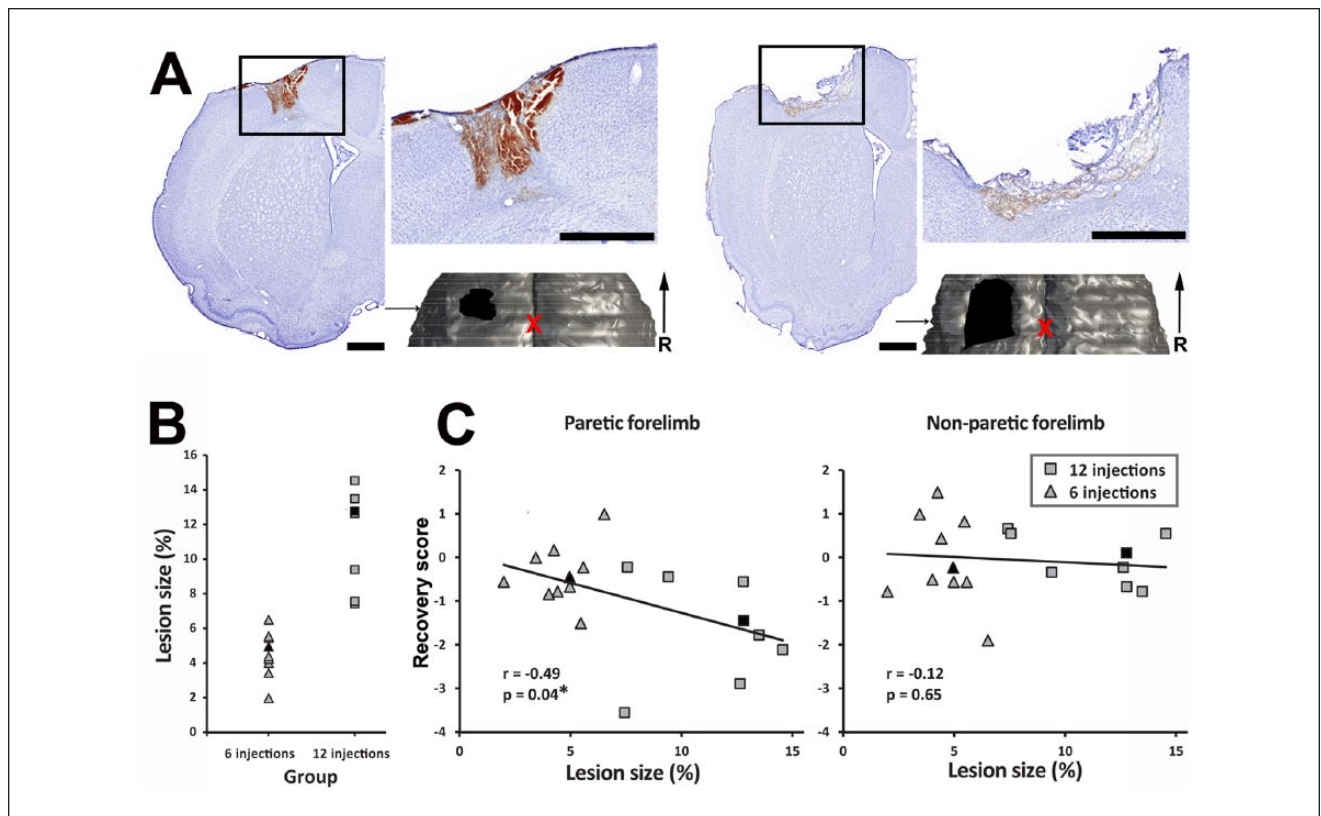 A
X
R
X
R
B
Lesion size (%)
16
14
12
10
8
6
4
2
0
6 injections 12 injections
Group
C
Paretic forelimb
Recovery score
2
1
0
-1
-2
-3
-4
r = -0.49
p = 0.04*
0 5 10 15
Lesion size (%)
Non-paretic forelimb
12 injections
6 injections
2
1
0
-1
-2
-3
-4
r = -0.12
p = 0.65
0 5 10 15
Lesion size (%)